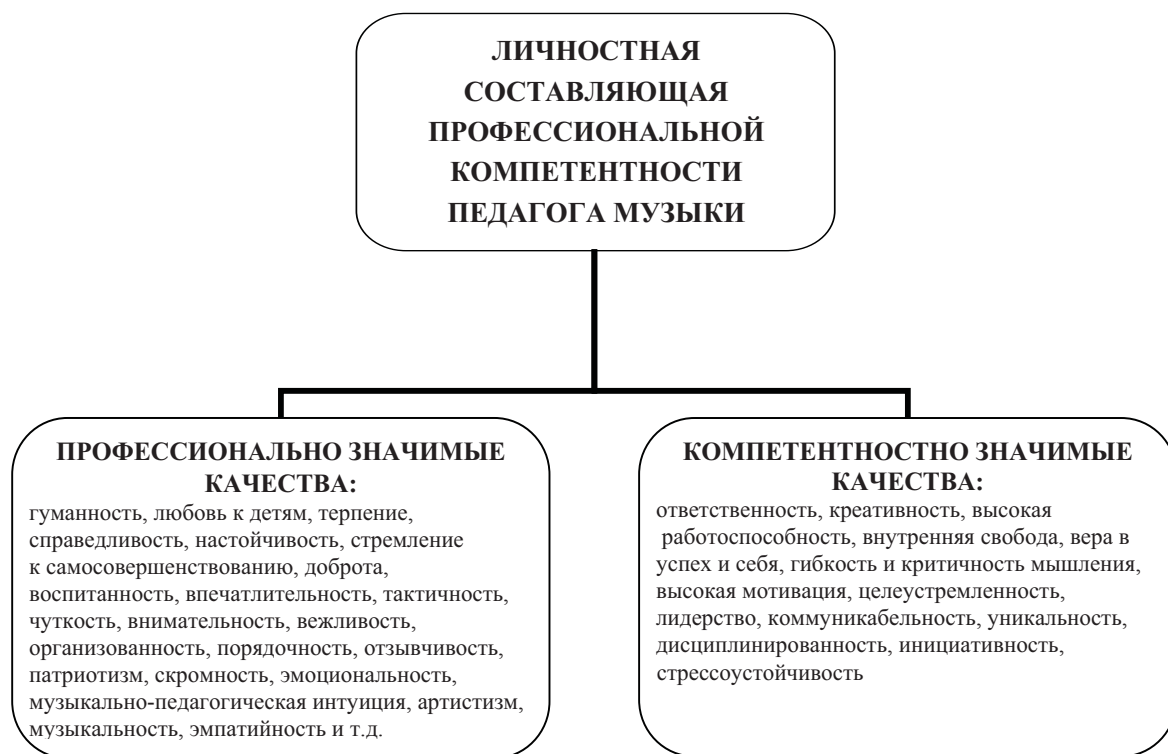 ЛИЧНОСТНАЯ
СОСТАВЛЯЮЩАЯ
ПРОФЕССИОНАЛЬНОЙ
КОМПЕТЕНТНОСТИ
ПЕДАГОГА МУЗЫКИ
ПРОФЕССИОНАЛЬНО ЗНАЧИМЫЕ
КАЧЕСТВА:
гуманность, любовь к детям, терпение,
справедливость, настойчивость, стремление
к самосовершенствованию, доброта,
воспитанность, впечатлительность, тактичность,
чуткость, внимательность, вежливость,
организованность, порядочность, отзывчивость,
патриотизм, скромность, эмоциональность,
музыкально-педагогическая интуиция, артистизм,
музыкальность, эмпатийность и т.д.
КОМПЕТЕНТНОСТНО ЗНАЧИМЫЕ
КАЧЕСТВА:
ответственность, креативность, высокая
работоспособность, внутренняя свобода, вера в
успех и себя, гибкость и критичность мышления,
высокая мотивация, целеустремленность,
лидерство, коммуникабельность, уникальность,
дисциплинированность, инициативность,
стрессоустойчивость